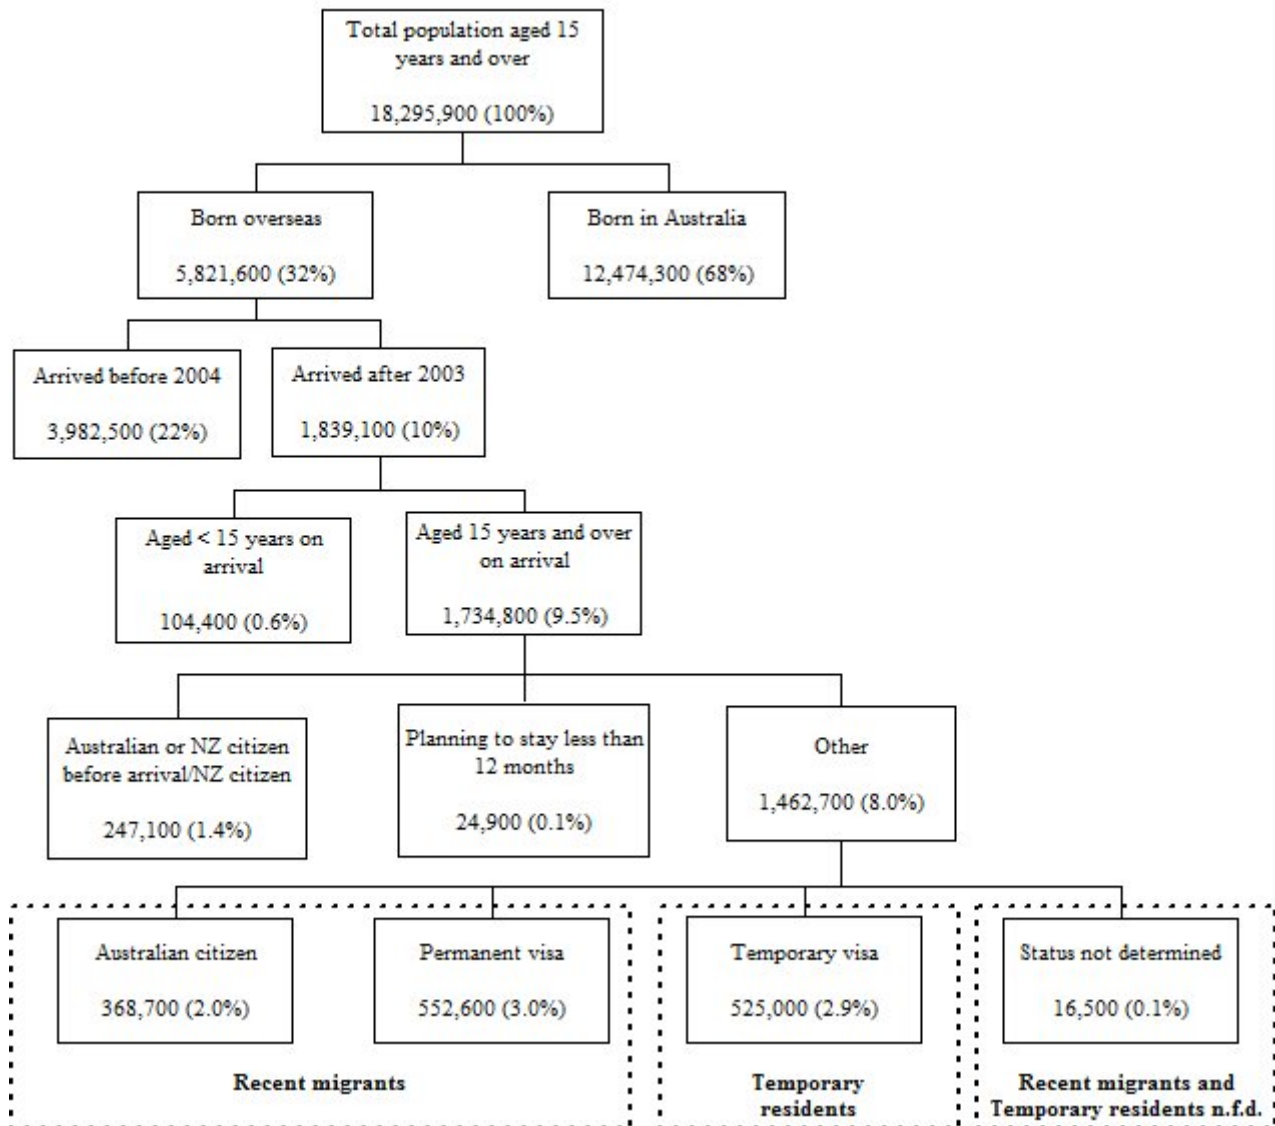 Total population aged 15
years and over
18,295,900 (100%)
Born overseas
5,821,600 (32%)
Born in Australia
12,474,300 (68%)
Arrived before 2004
3,982,500 (22%)
Arrived after 2003
1,839,100 (10%)
Aged < 15 years on
arrival
104,400 (0.6%)
Aged 15 years and over
on arrival
1,734,800 (9.5%)
Australian or NZ citizen
before arrival/NZ citizen
247,100 (1.4%)
Planning to stay less than
12 months
24,900 (0.1%)
Other
1,462,700 (8.0%)
Australian citizen
368,700 (2.0%)
Permanent visa
552,600 (3.0%)
Recent migrants
Temporary visa
525,000 (2.9%)
Temporary
residents
Status not determined
16,500 (0.1%)
Recent migrants and
Temporary residents n.f.d.